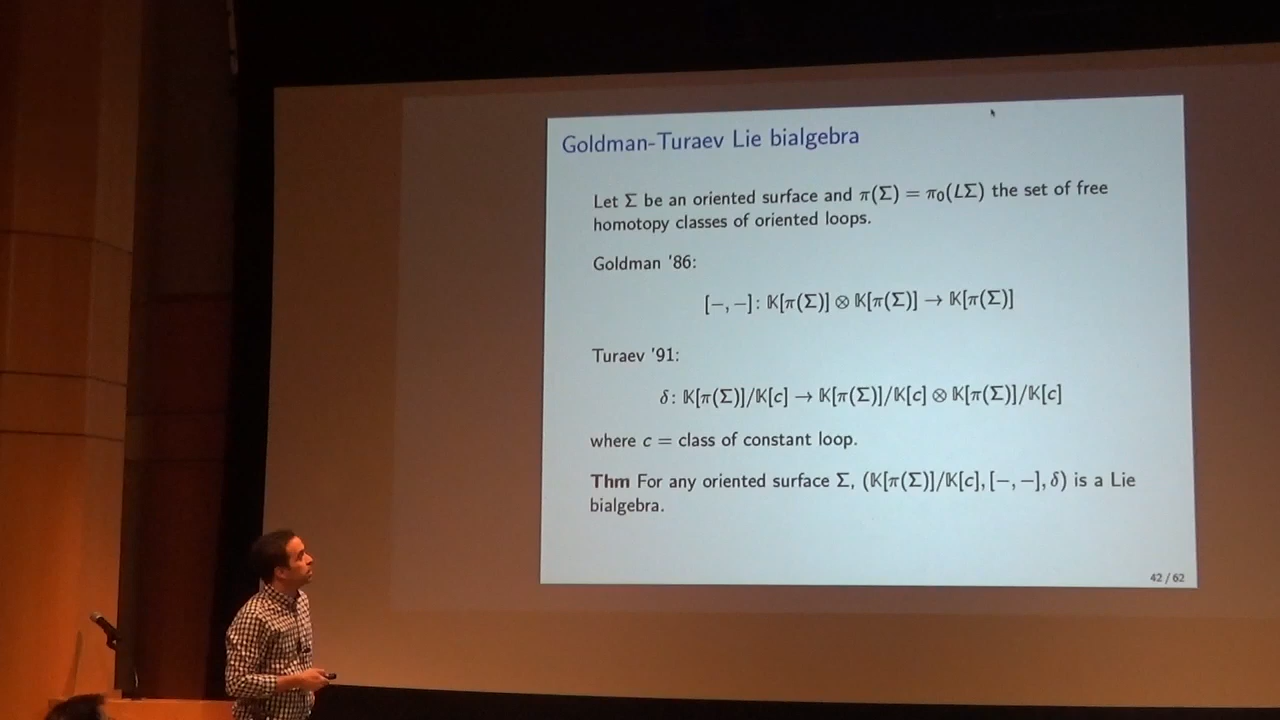 Goldman-Turaev Lie bialgebra
Let Σ be an oriented surface and π(Σ) = π₀(LΣ) the set of free
homotopy classes of oriented loops.
Goldman '86:
[−, −]: 𝕂[π(Σ)] ⊗ 𝕂[π(Σ)] → 𝕂[π(Σ)]
Turaev '91:
δ: 𝕂[π(Σ)]/𝕂[c] → 𝕂[π(Σ)]/𝕂[c] ⊗ 𝕂[π(Σ)]/𝕂[c]
where c = class of constant loop.
Thm For any oriented surface Σ, (𝕂[π(Σ)]/𝕂[c], [−, −], δ) is a Lie
bialgebra.
42 / 62